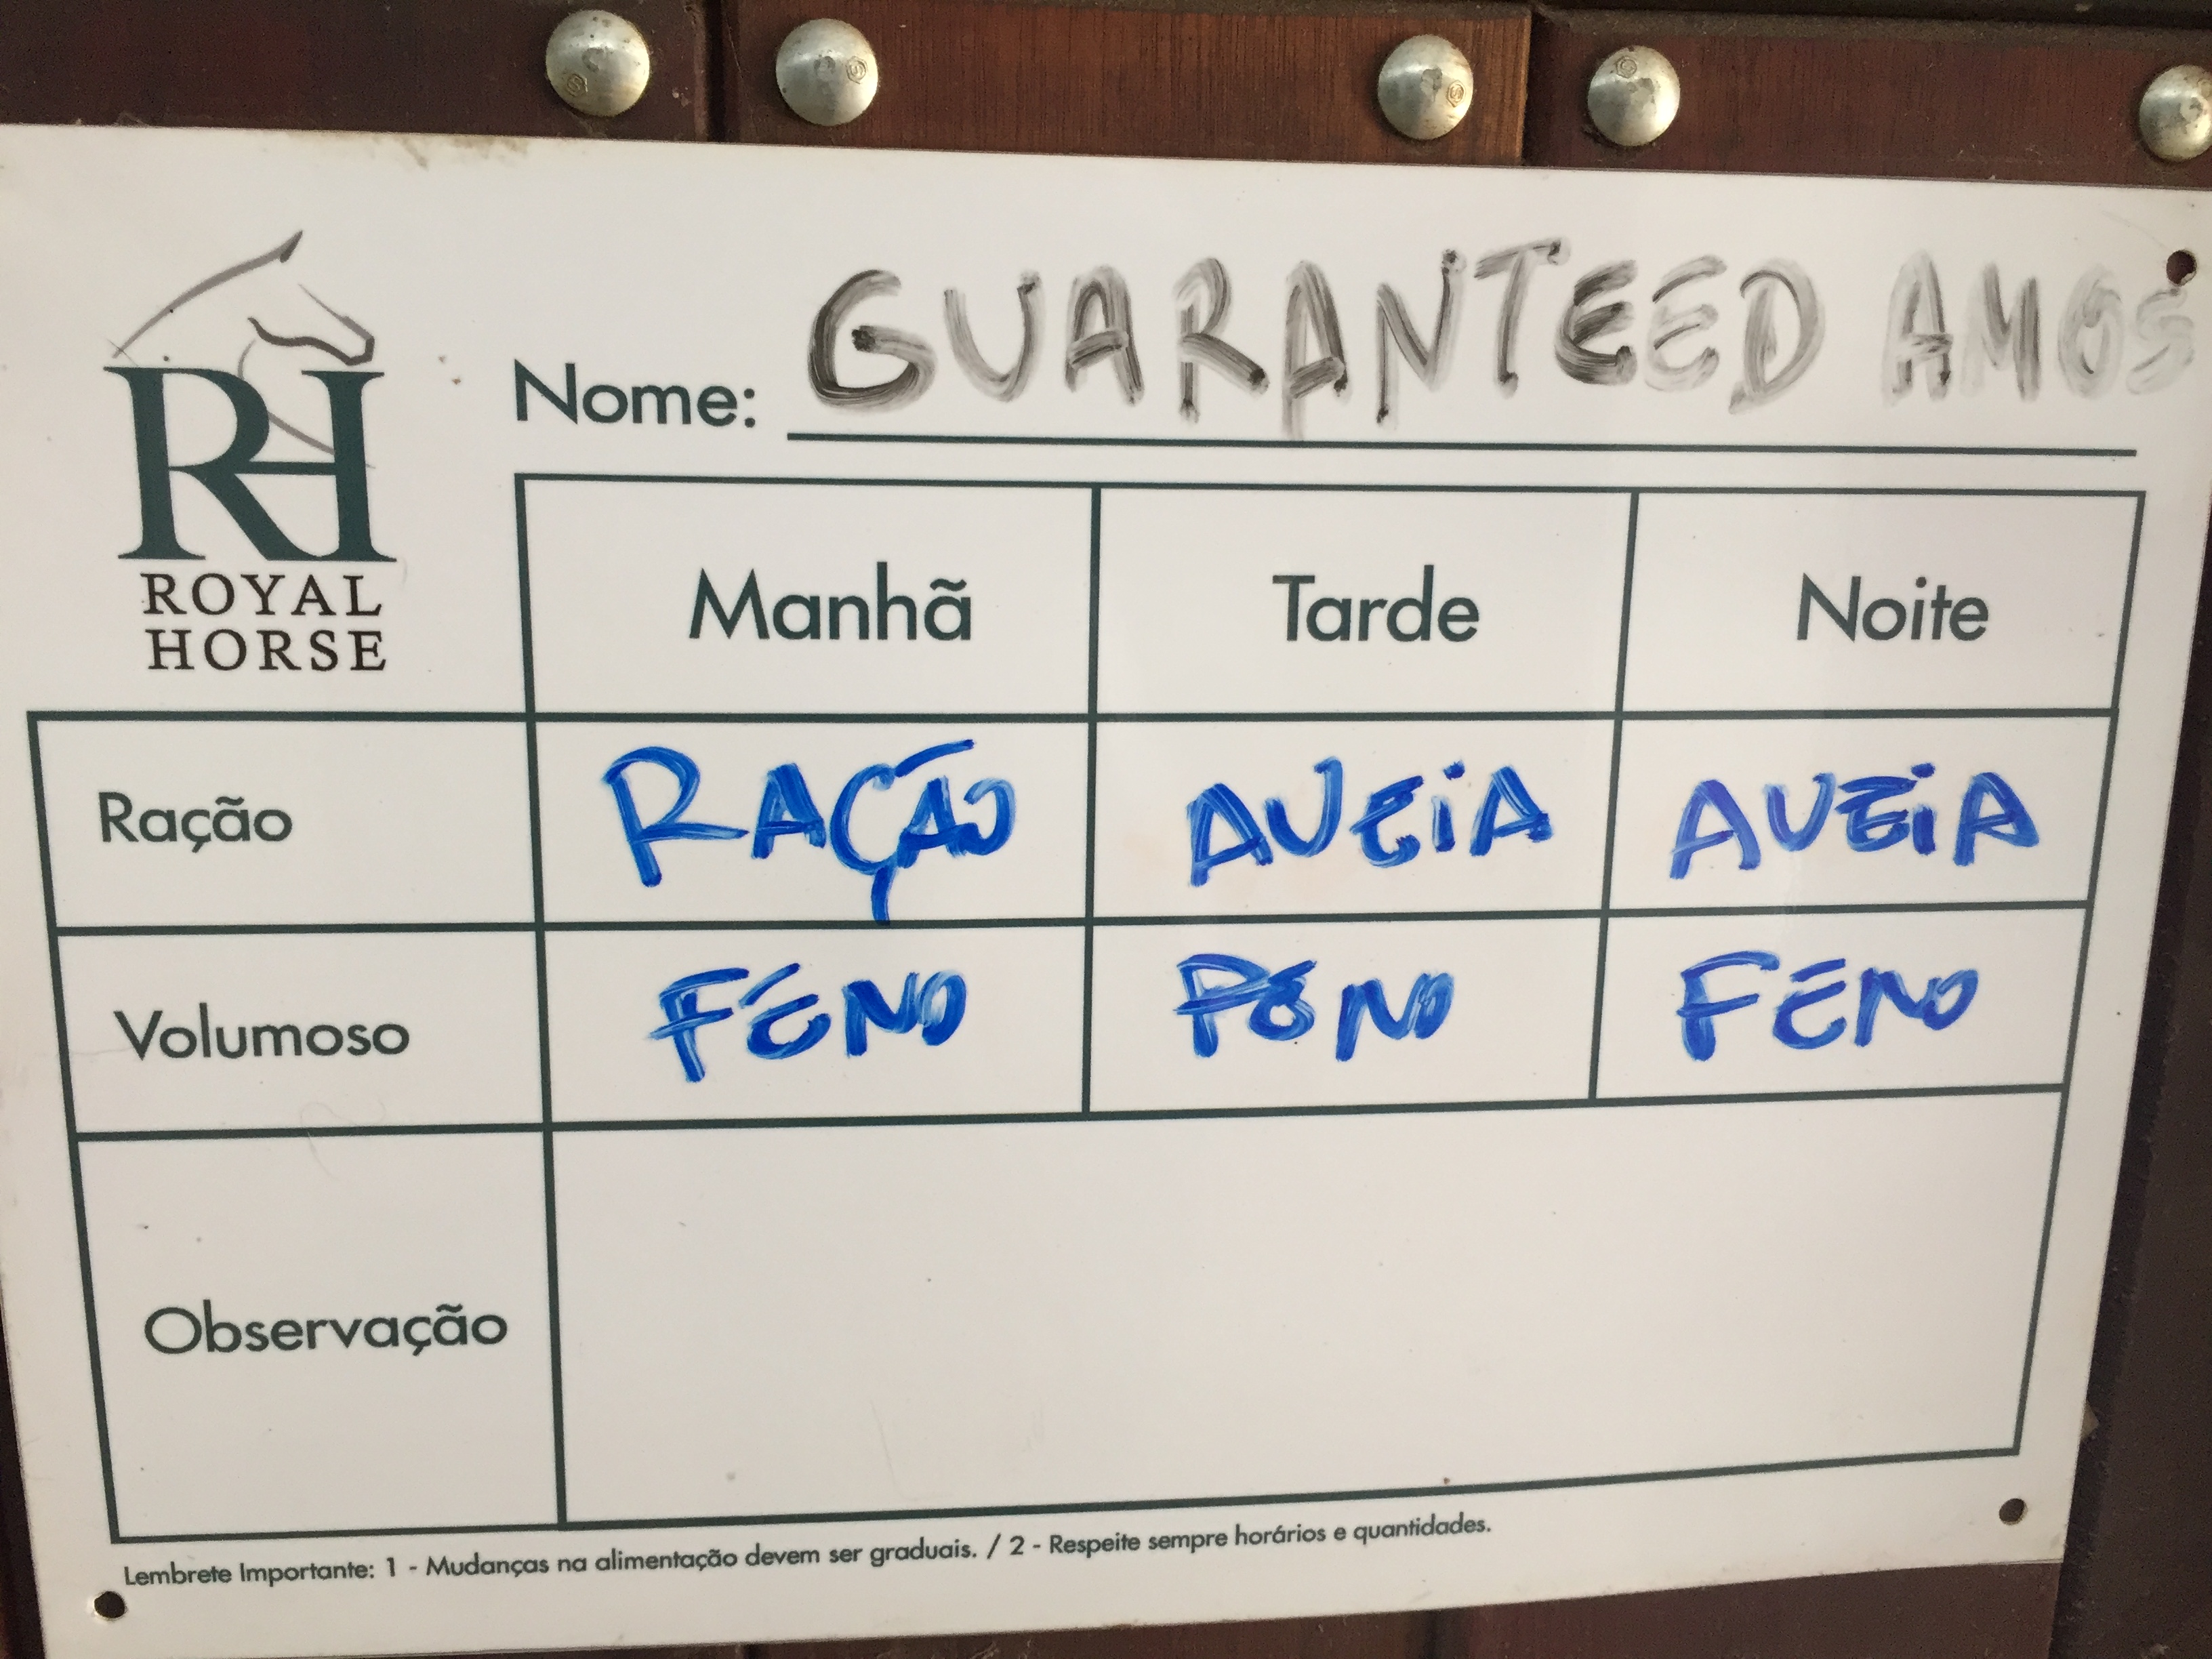 RH
ROYAL
HORSE
Nome: GUARANTEED AMOS
Manhã Tarde Noite
Ração RAÇÃO AVEIA AVEIA
Volumoso FENO FENO FENO
Observação
Lembrete Importante: 1 - Mudanças na alimentação devem ser graduais. / 2 - Respeite sempre horários e quantidades.